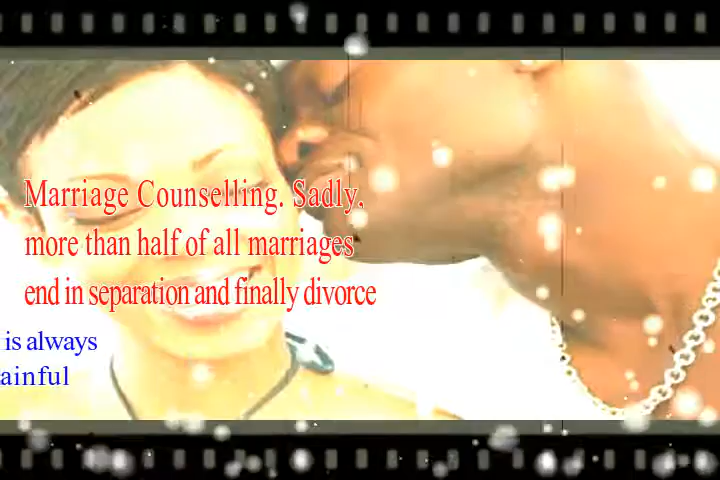 Marriage Counselling. Sadly,
more than half of all marriages
end in separation and finally divorce
is always
ainful